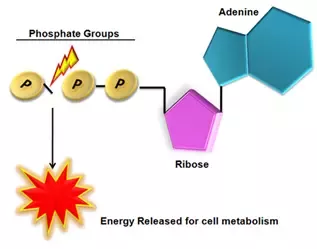 Adenine
Phosphate Groups
P P P
Ribose
Energy Released for cell metabolism